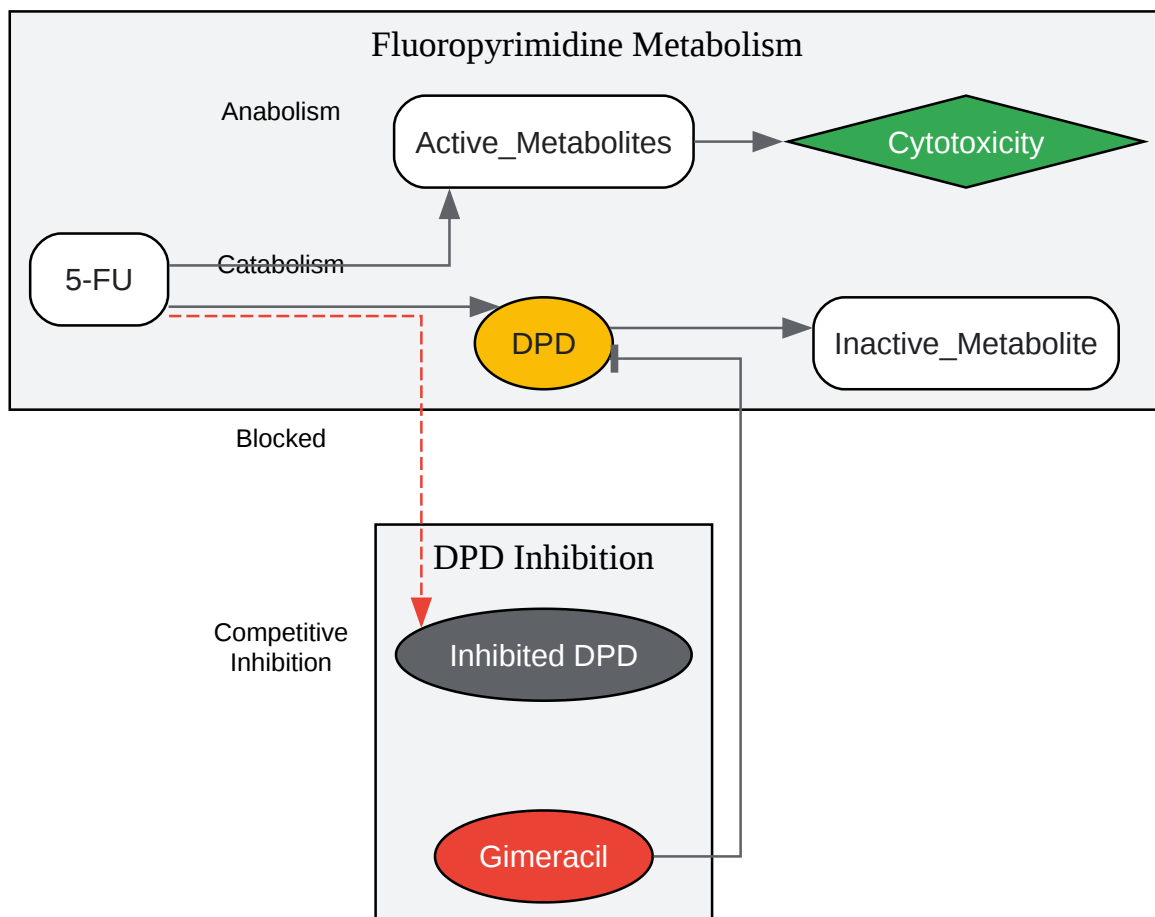 Fluoropyrimidine Metabolism
Anabolism
Active_Metabolites
Cytotoxicity
5-FU
Catabolism
DPD
Inactive_Metabolite
Blocked
DPD Inhibition
Competitive
Inhibition
Inhibited DPD
Gimeracil